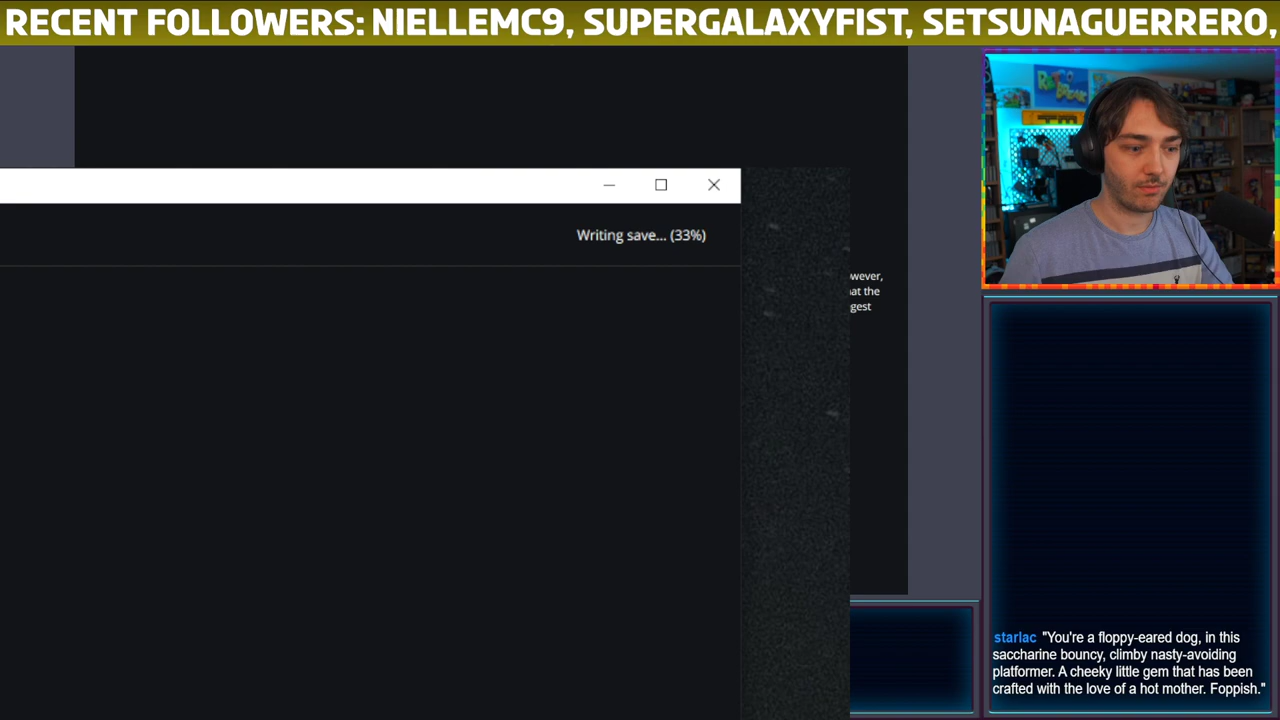 RECENT FOLLOWERS: NIELLEMC9, SUPERGALAXYFIST, SETSUNAGUERRERO,
Writing save... (33%)
wever,
at the
gest
starlac "You're a floppy-eared dog, in this
saccharine bouncy, climby nasty-avoiding
platformer. A cheeky little gem that has been
crafted with the love of a hot mother. Foppish."